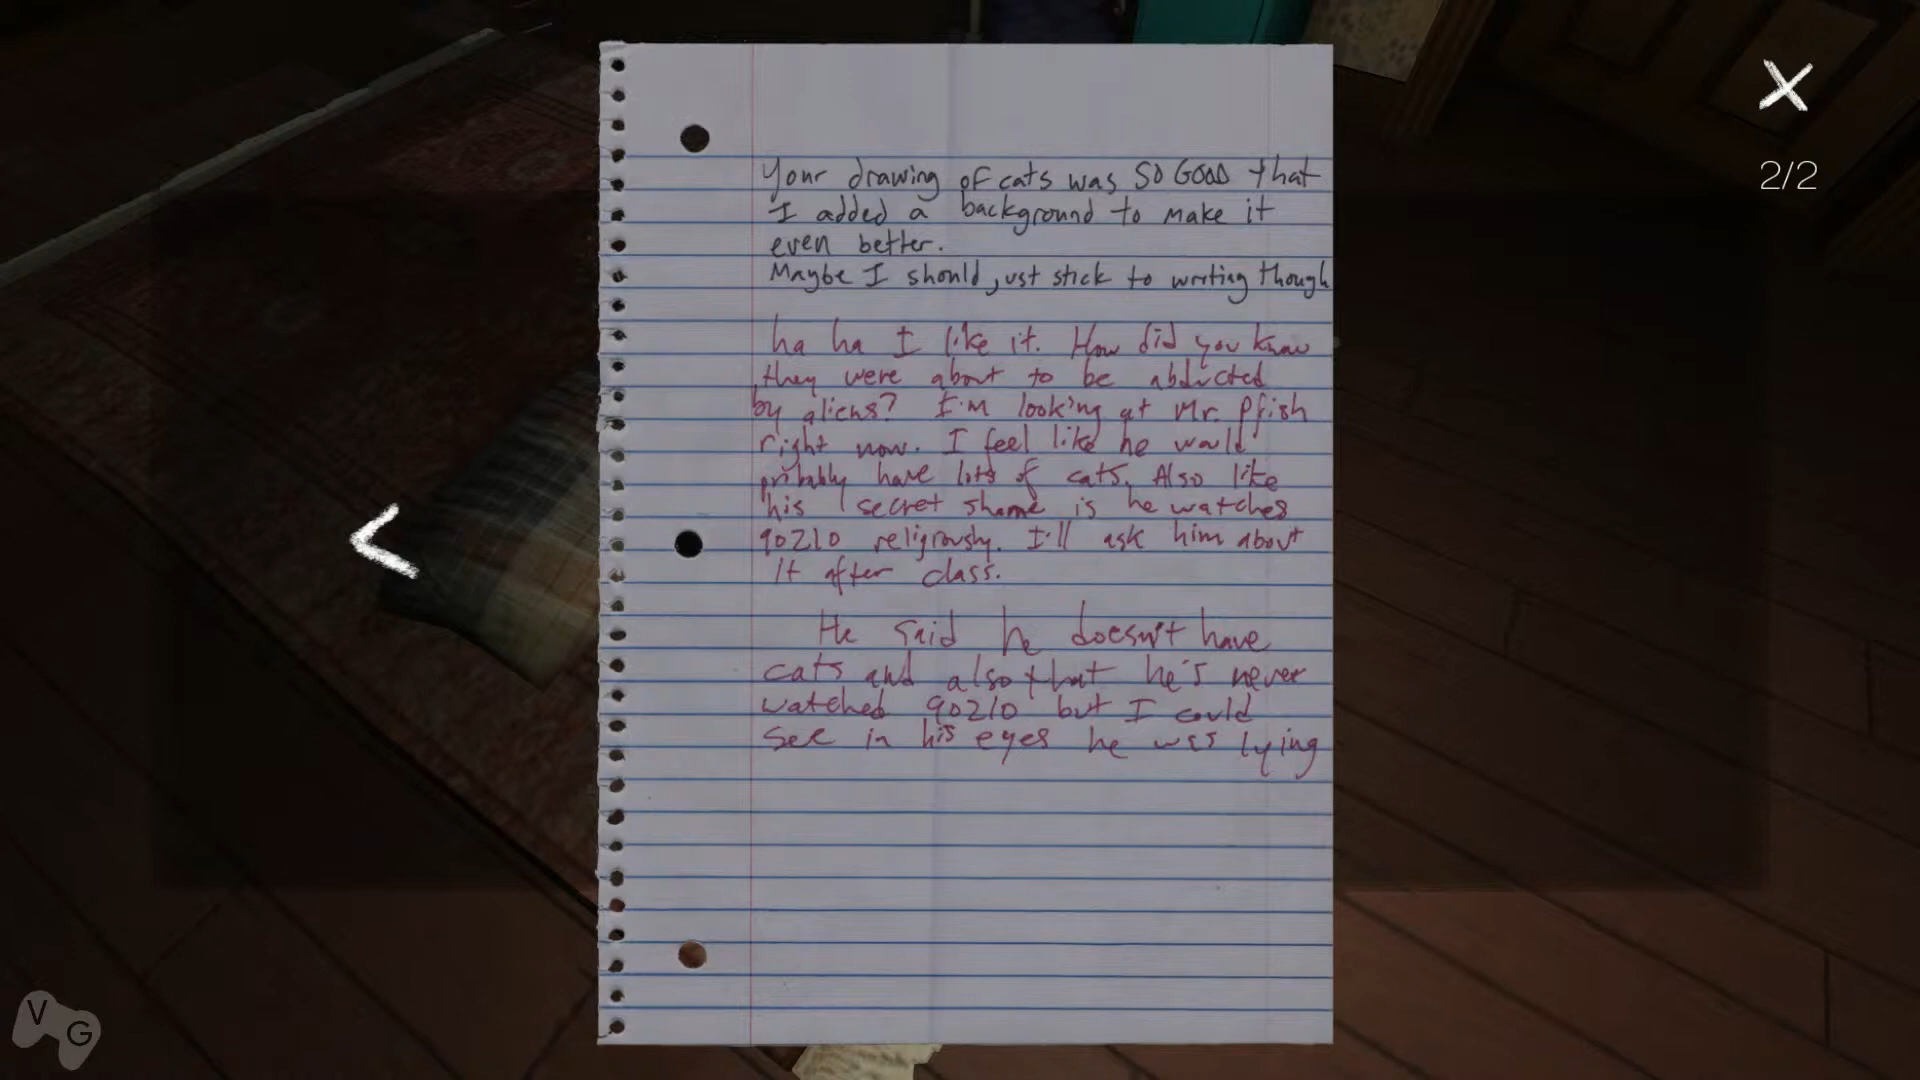 2/2
Your drawing of cats was SO GOOD that
I added a background to make it
even better.
Maybe I should just stick to writing though
ha ha I like it. How did you know
they were about to be abducted
by aliens? I'm looking at Mr. Pfish
right now. I feel like he would
probably have lots of cats. Also like
his secret shame is he watches
90210 religiously. I'll ask him about
it after class.
He said he doesn't have
cats and also that he's never
watched 90210 but I could
see in his eyes he was lying
V G